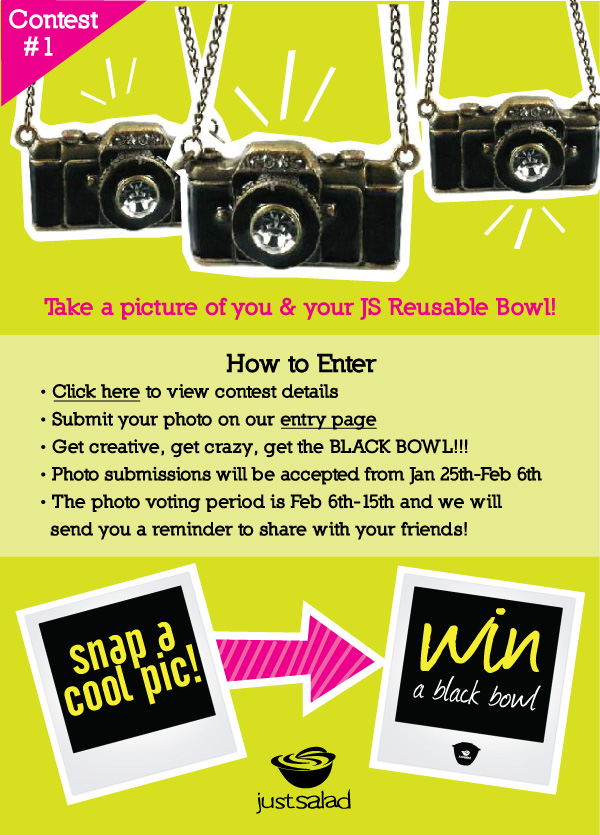 Contest
#1
Take a picture of you & your JS Reusable Bowl!
How to Enter
• Click here to view contest details
• Submit your photo on our entry page
• Get creative, get crazy, get the BLACK BOWL!!!
• Photo submissions will be accepted from Jan 25th-Feb 6th
• The photo voting period is Feb 6th-15th and we will
send you a reminder to share with your friends!
snap a
cool pic!
win
a black bowl
justsalad